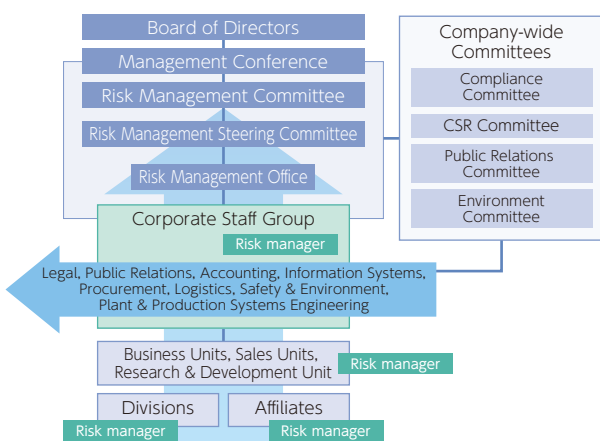 Board of Directors
Management Conference
Risk Management Committee
Risk Management Steering Committee
Risk Management Office
Company-wide
Committees
Compliance
Committee
CSR Committee
Public Relations
Committee
Environment
Committee
Corporate Staff Group
Risk manager
Legal, Public Relations, Accounting, Information Systems,
Procurement, Logistics, Safety & Environment,
Plant & Production Systems Engineering
Business Units, Sales Units,
Research & Development Unit
Risk manager
Divisions
Risk manager
Affiliates
Risk manager